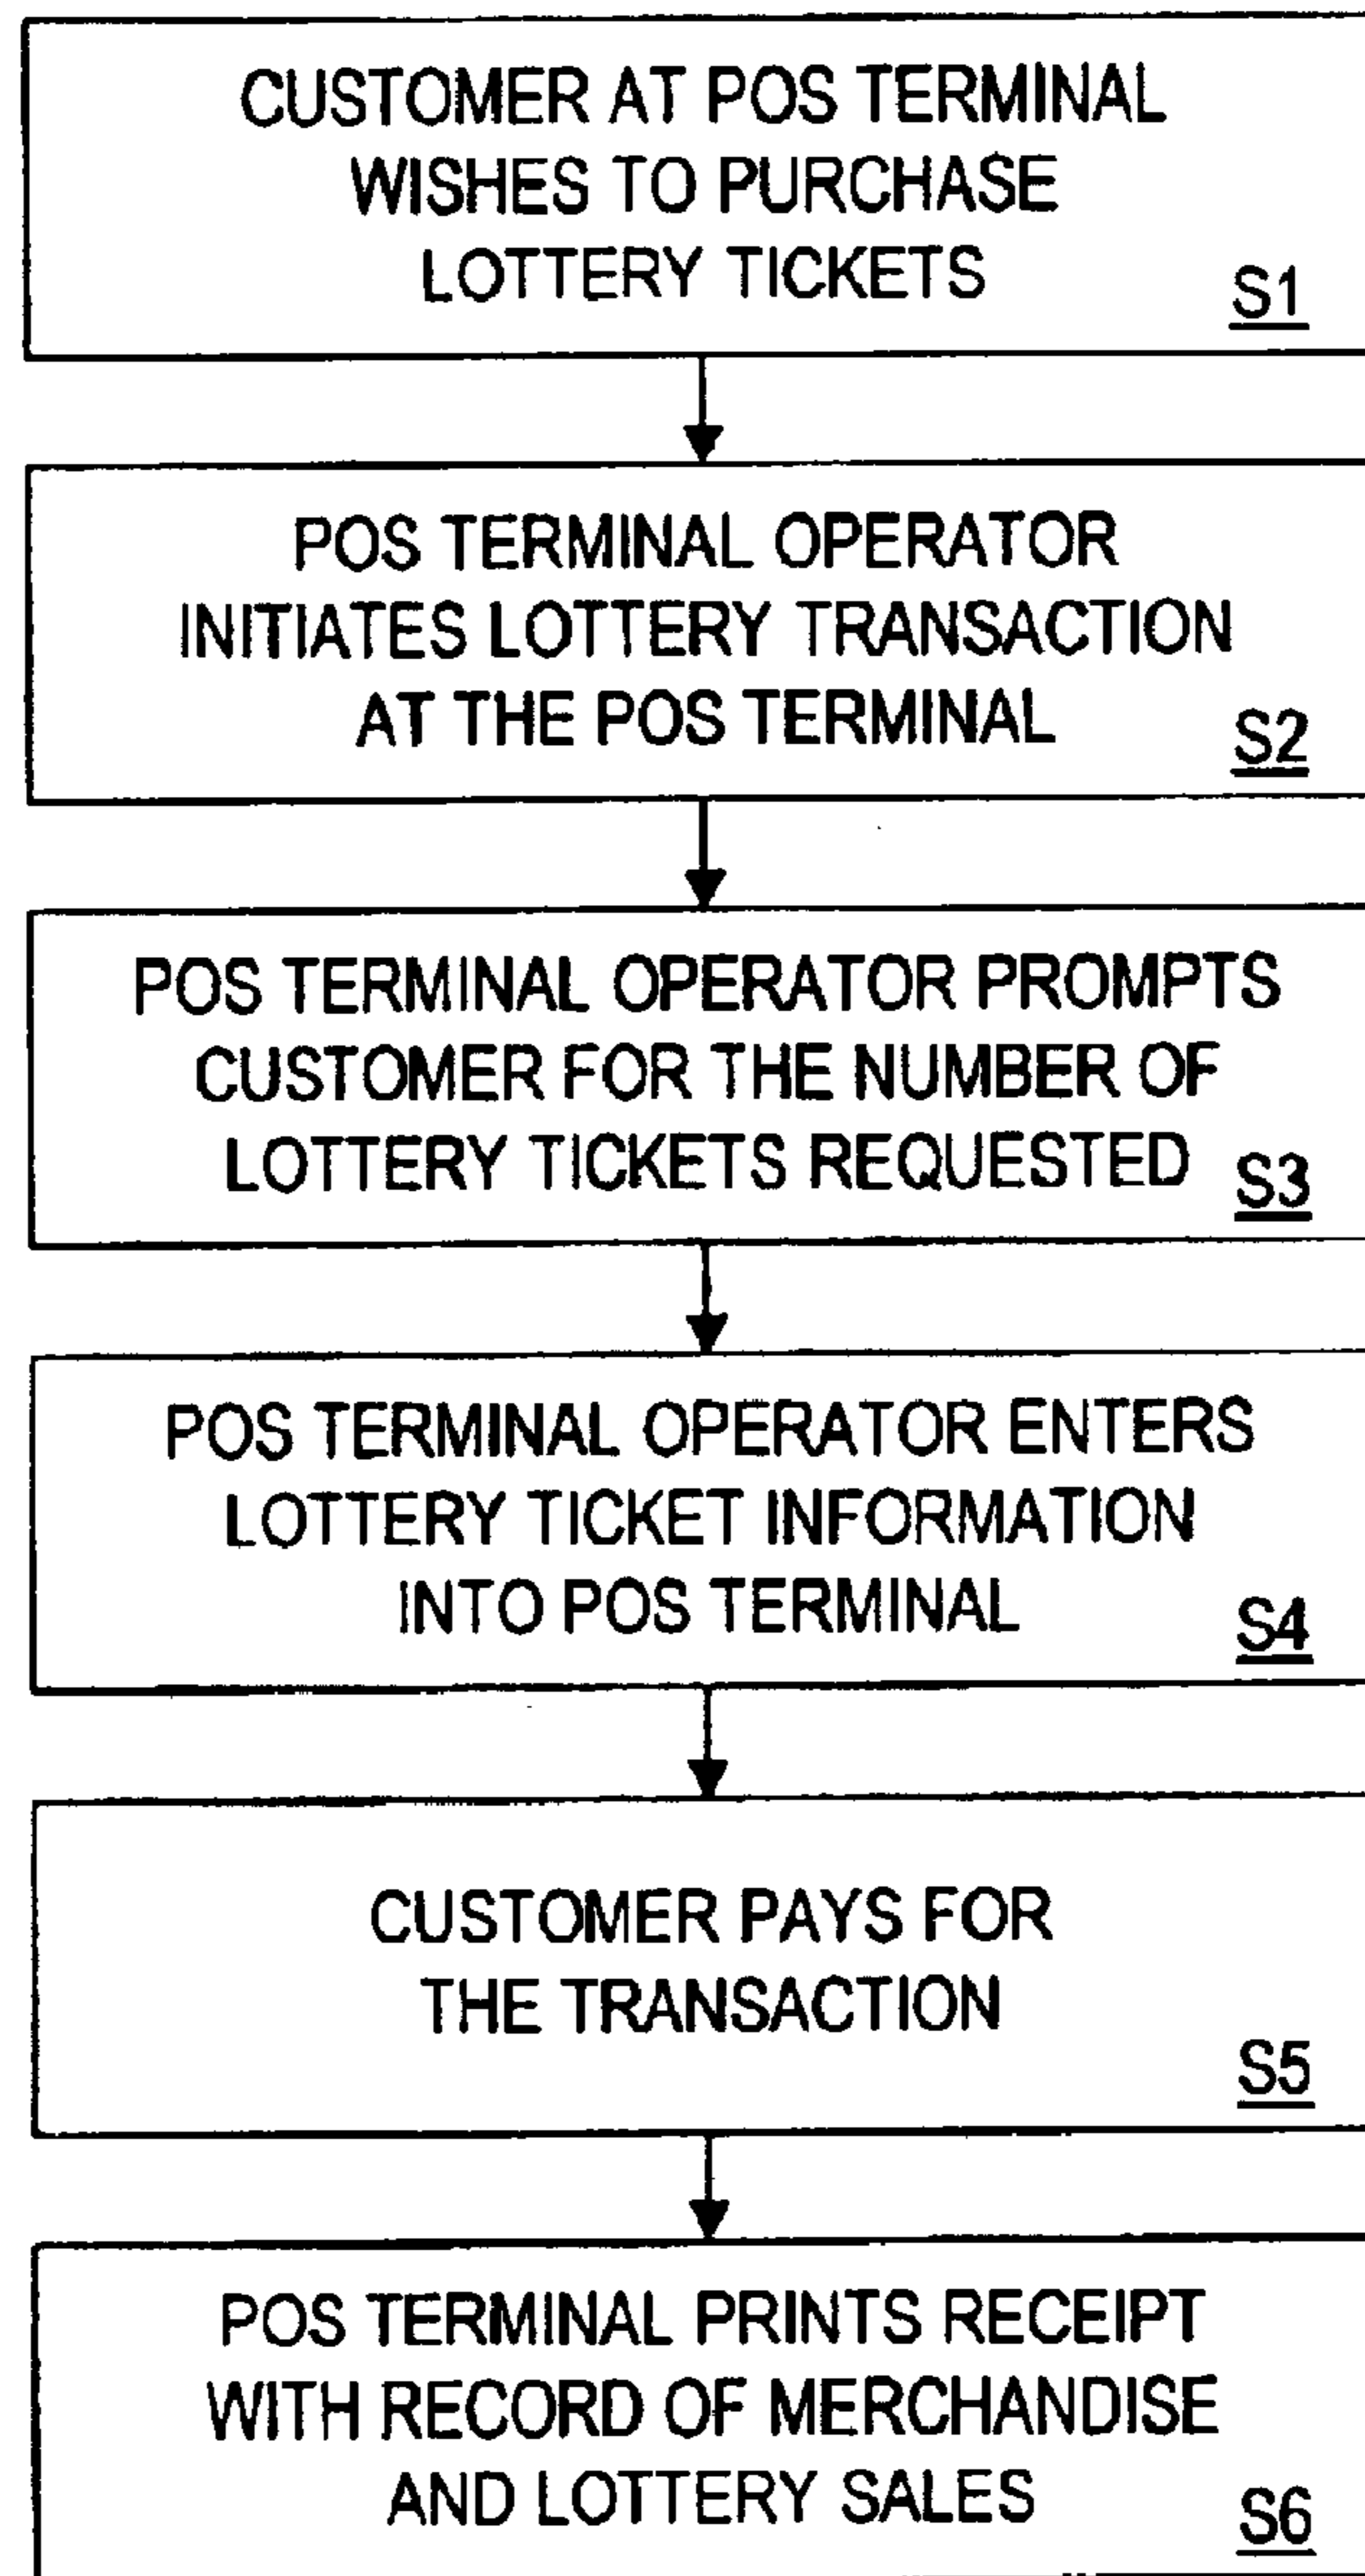 CUSTOMER AT POS TERMINAL
WISHES TO PURCHASE
LOTTERY TICKETS
S1
POS TERMINAL OPERATOR
INITIATES LOTTERY TRANSACTION
AT THE POS TERMINAL
S2
POS TERMINAL OPERATOR PROMPTS
CUSTOMER FOR THE NUMBER OF
LOTTERY TICKETS REQUESTED
S3
POS TERMINAL OPERATOR ENTERS
LOTTERY TICKET INFORMATION
INTO POS TERMINAL
S4
CUSTOMER PAYS FOR
THE TRANSACTION
S5
POS TERMINAL PRINTS RECEIPT
WITH RECORD OF MERCHANDISE
AND LOTTERY SALES
S6